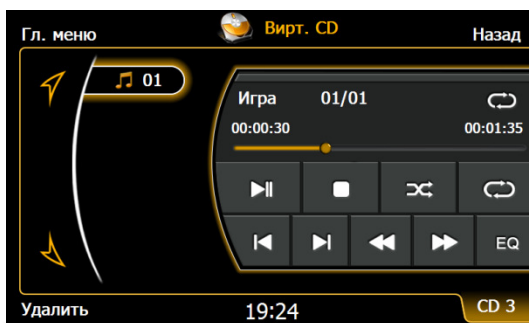 Гл. меню Вирт. CD Назад
01
Игра 01/01
00:00:30 00:01:35
EQ
Удалить 19:24 CD 3